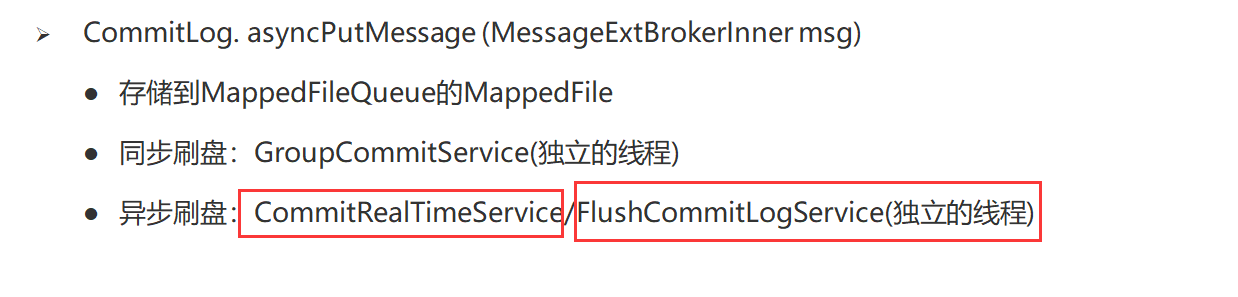 ➢ CommitLog. asyncPutMessage (MessageExtBrokerInner msg)
● 存储到MappedFileQueue的MappedFile
● 同步刷盘：GroupCommitService(独立的线程)
● 异步刷盘：CommitRealTimeService/FlushCommitLogService(独立的线程)